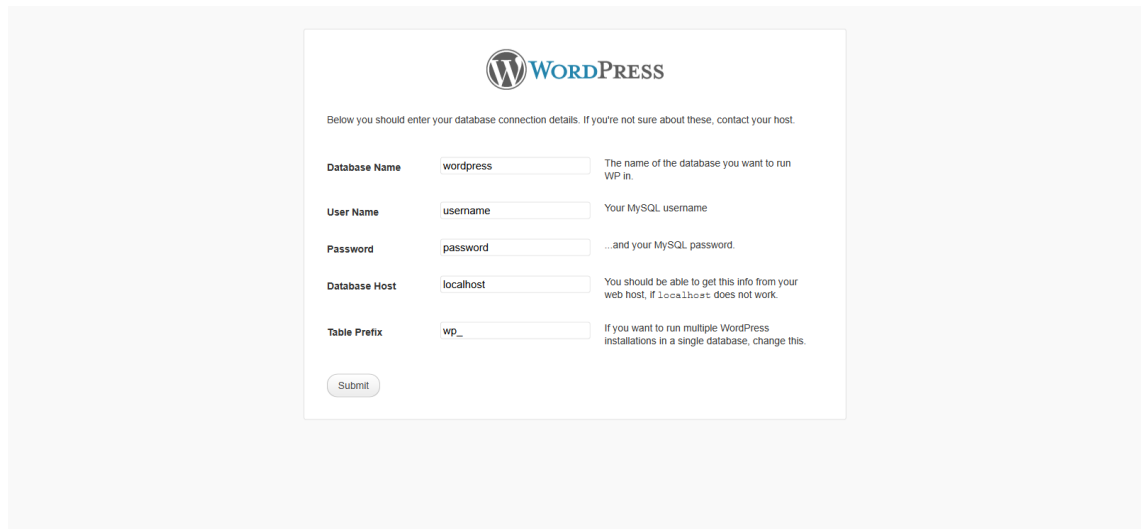 WORDPRESS
Below you should enter your database connection details. If you're not sure about these, contact your host.
Database Name wordpress The name of the database you want to run
WP in.
User Name username Your MySQL username
Password password ...and your MySQL password.
Database Host localhost You should be able to get this info from your
web host, if localhost does not work.
Table Prefix wp_ If you want to run multiple WordPress
installations in a single database, change this.
Submit